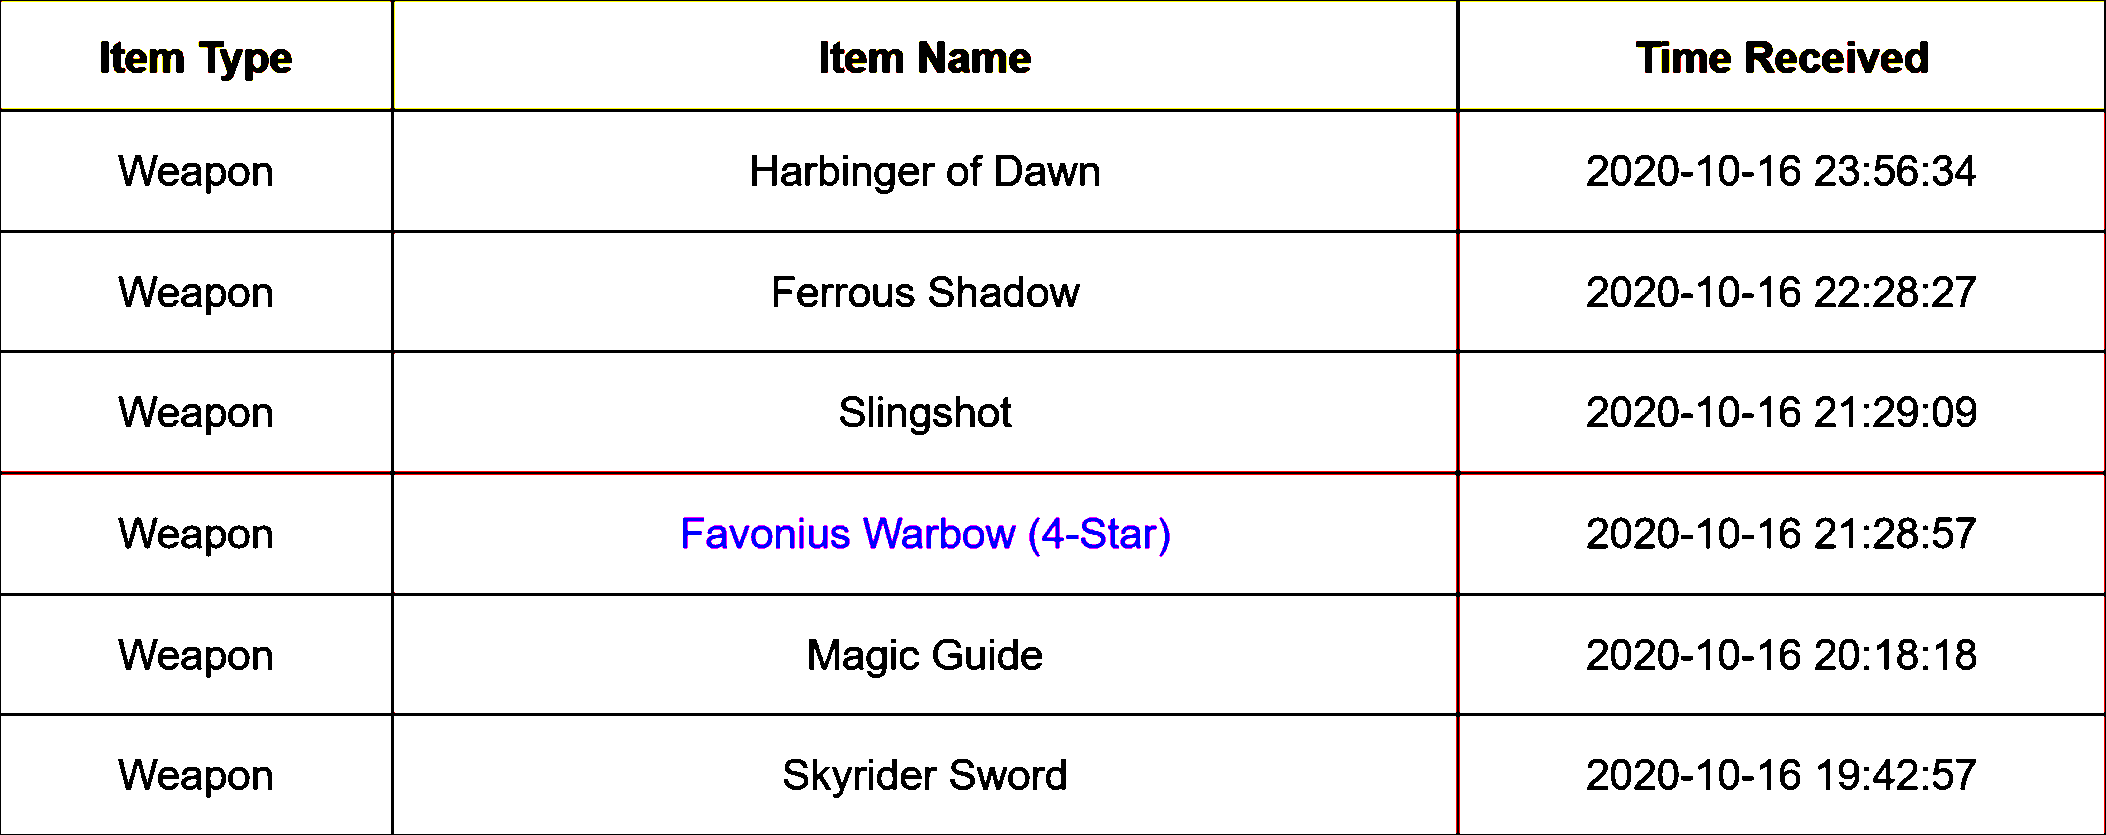 Item Type Item Name Time Received
Weapon Harbinger of Dawn 2020-10-16 23:56:34
Weapon Ferrous Shadow 2020-10-16 22:28:27
Weapon Slingshot 2020-10-16 21:29:09
Weapon Favonius Warbow (4-Star) 2020-10-16 21:28:57
Weapon Magic Guide 2020-10-16 20:18:18
Weapon Skyrider Sword 2020-10-16 19:42:57